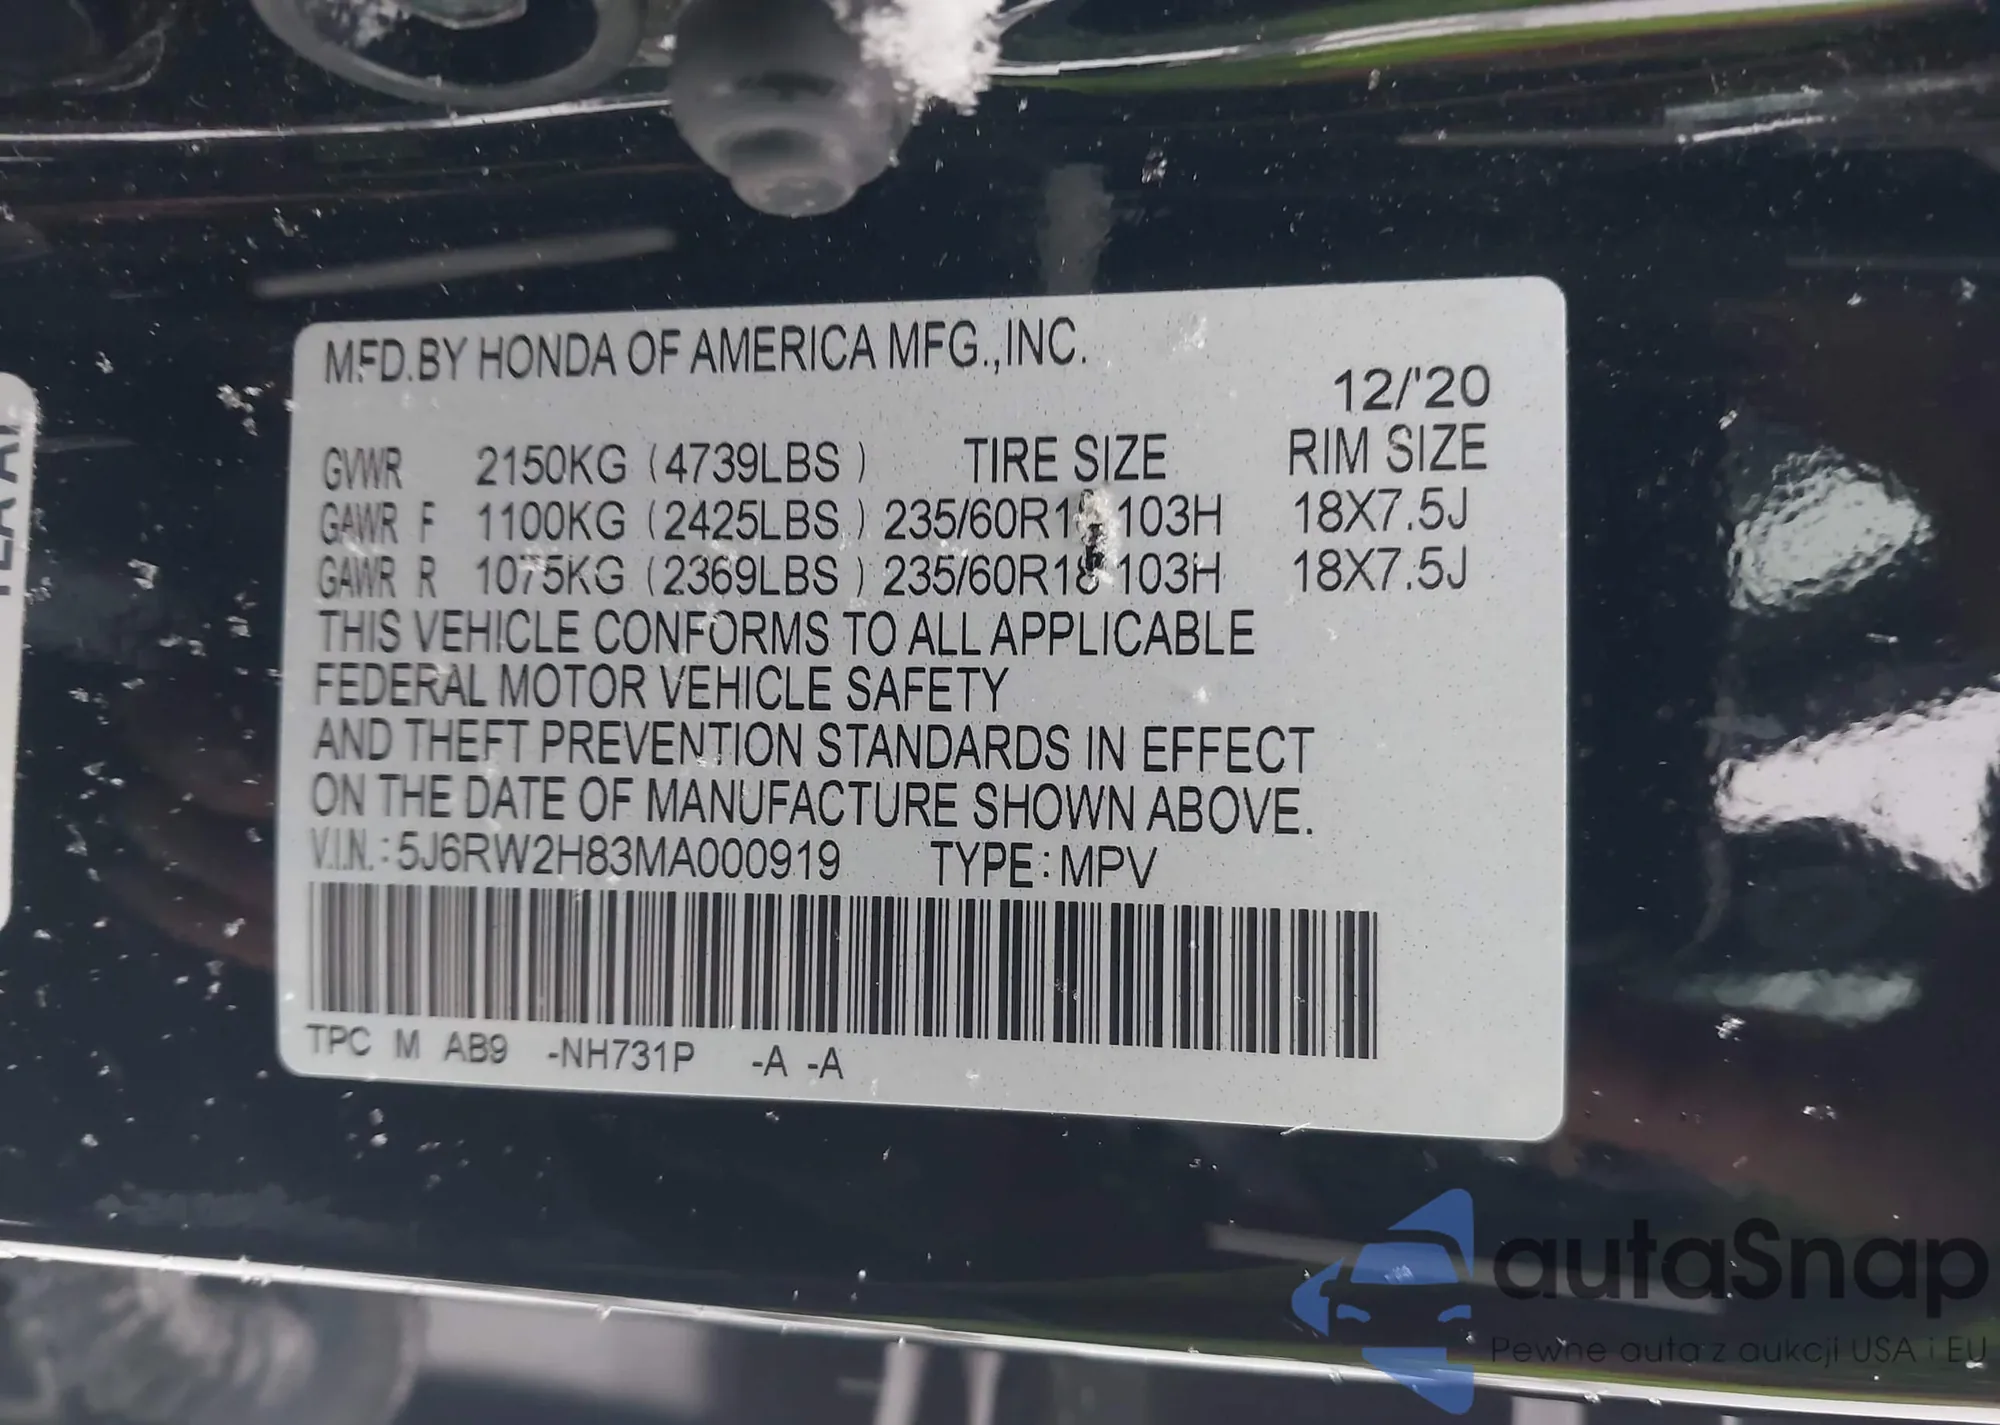 MFD.BY HONDA OF AMERICA MFG.,INC.
12/'20
GVWR 2150KG (4739LBS) TIRE SIZE RIM SIZE
GAWR F 1100KG (2425LBS) 235/60R18 103H 18X7.5J
GAWR R 1075KG (2369LBS) 235/60R18 103H 18X7.5J
THIS VEHICLE CONFORMS TO ALL APPLICABLE
FEDERAL MOTOR VEHICLE SAFETY
AND THEFT PREVENTION STANDARDS IN EFFECT
ON THE DATE OF MANUFACTURE SHOWN ABOVE.
V.I.N.:5J6RW2H83MA000919 TYPE:MPV
TPC M AB9 -NH731P -A -A
autaSnap
Pewne auta z aukcji USA i EU